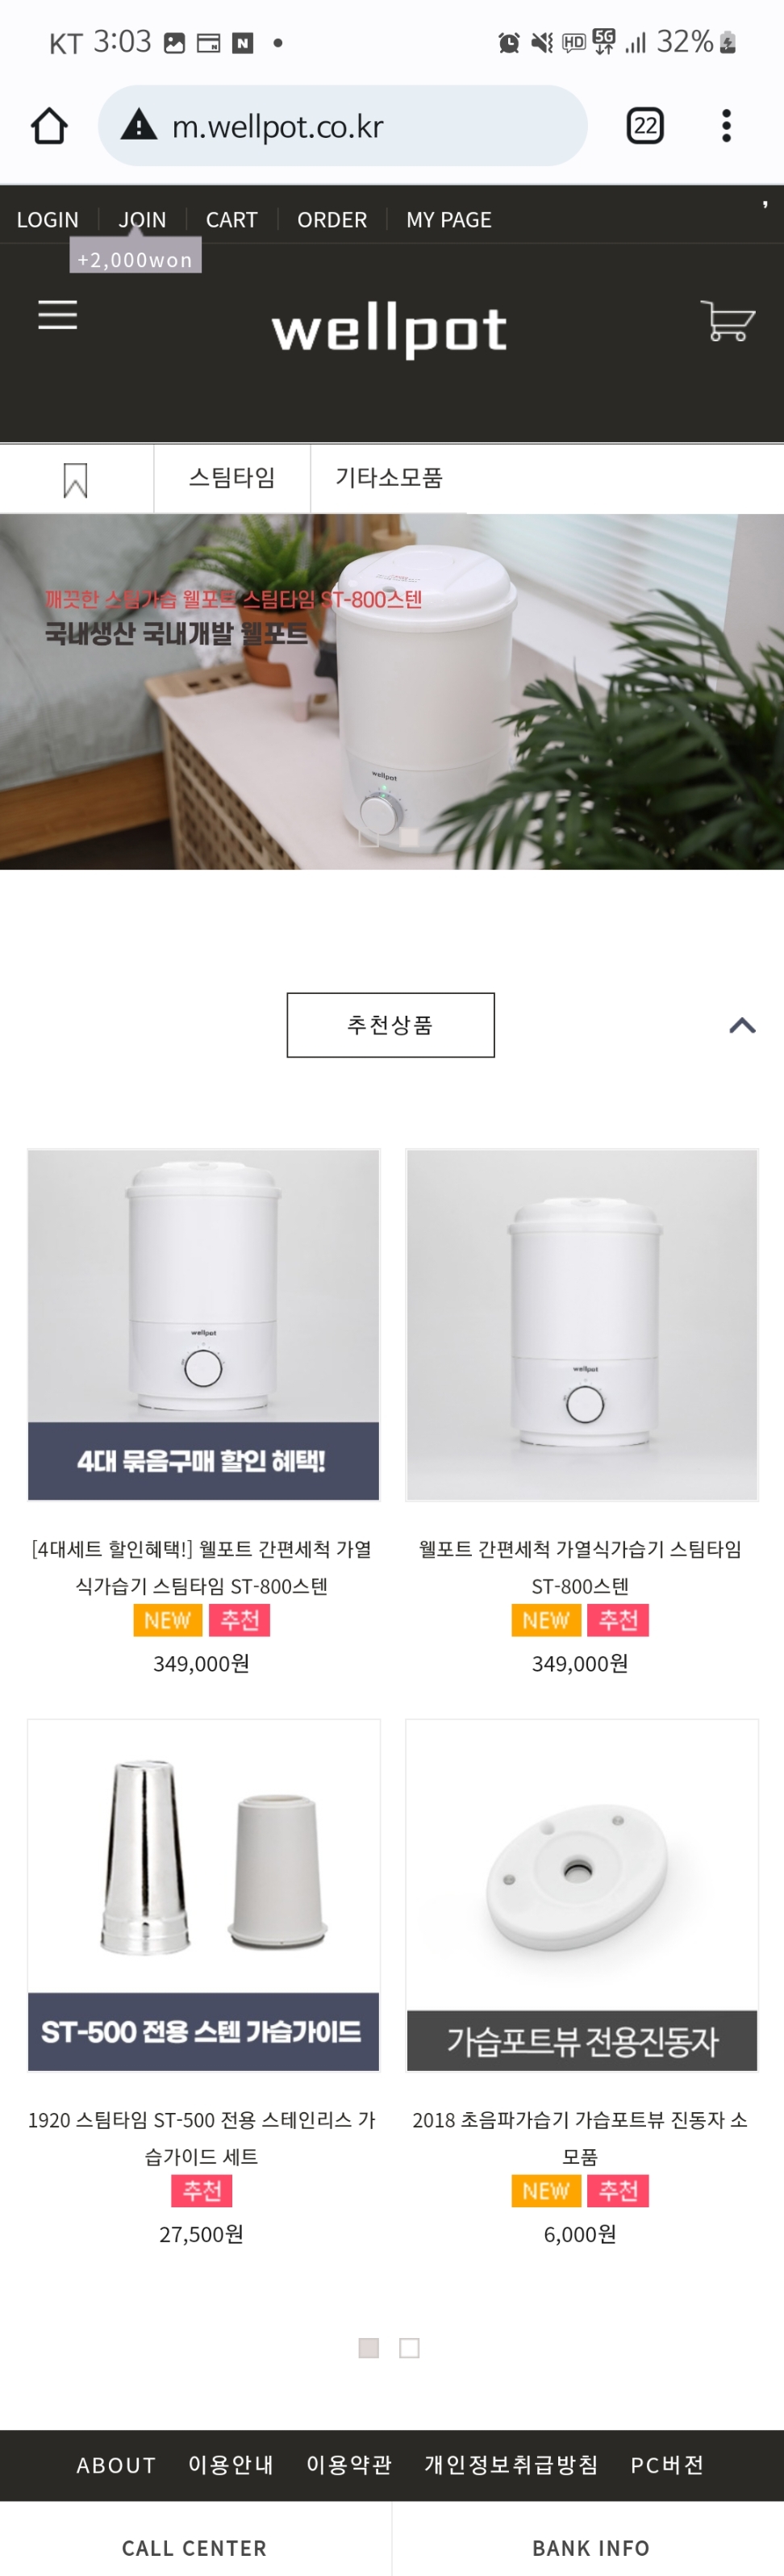 KT 3:03 HD 5G 32%
m.wellpot.co.kr 22
LOGIN JOIN CART ORDER MY PAGE
+2,000won
wellpot
스팀타임 기타소모품
깨끗한 스팀가습 웰포트 스팀타임 ST-800스텐
국내생산 국내개발 웰포트
wellpot
추천상품
wellpot
wellpot
4대 묶음구매 할인 혜택!
[4대세트 할인혜택!] 웰포트 간편세척 가열
식가습기 스팀타임 ST-800스텐
NEW 추천
349,000원
웰포트 간편세척 가열식가습기 스팀타임
ST-800스텐
NEW 추천
349,000원
ST-500 전용 스텐 가습가이드
1920 스팀타임 ST-500 전용 스테인리스 가
습가이드 세트
추천
27,500원
가습포트뷰 전용진동자
2018 초음파가습기 가습포트뷰 진동자 소
모품
NEW 추천
6,000원
ABOUT 이용안내 이용약관 개인정보취급방침 PC버전
CALL CENTER BANK INFO